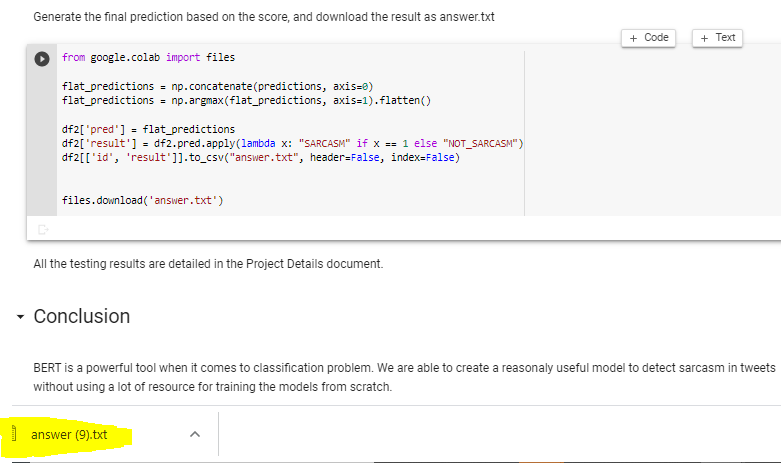 Generate the final prediction based on the score, and download the result as answer.txt
+ Code + Text
from google.colab import files
flat_predictions = np.concatenate(predictions, axis=0)
flat_predictions = np.argmax(flat_predictions, axis=1).flatten()
df2['pred'] = flat_predictions
df2['result'] = df2.pred.apply(lambda x: "SARCASM" if x == 1 else "NOT_SARCASM")
df2[['id', 'result']].to_csv("answer.txt", header=False, index=False)
files.download('answer.txt')
All the testing results are detailed in the Project Details document.
Conclusion
BERT is a powerful tool when it comes to classification problem. We are able to create a reasonaly useful model to detect sarcasm in tweets
without using a lot of resource for training the models from scratch.
answer (9).txt